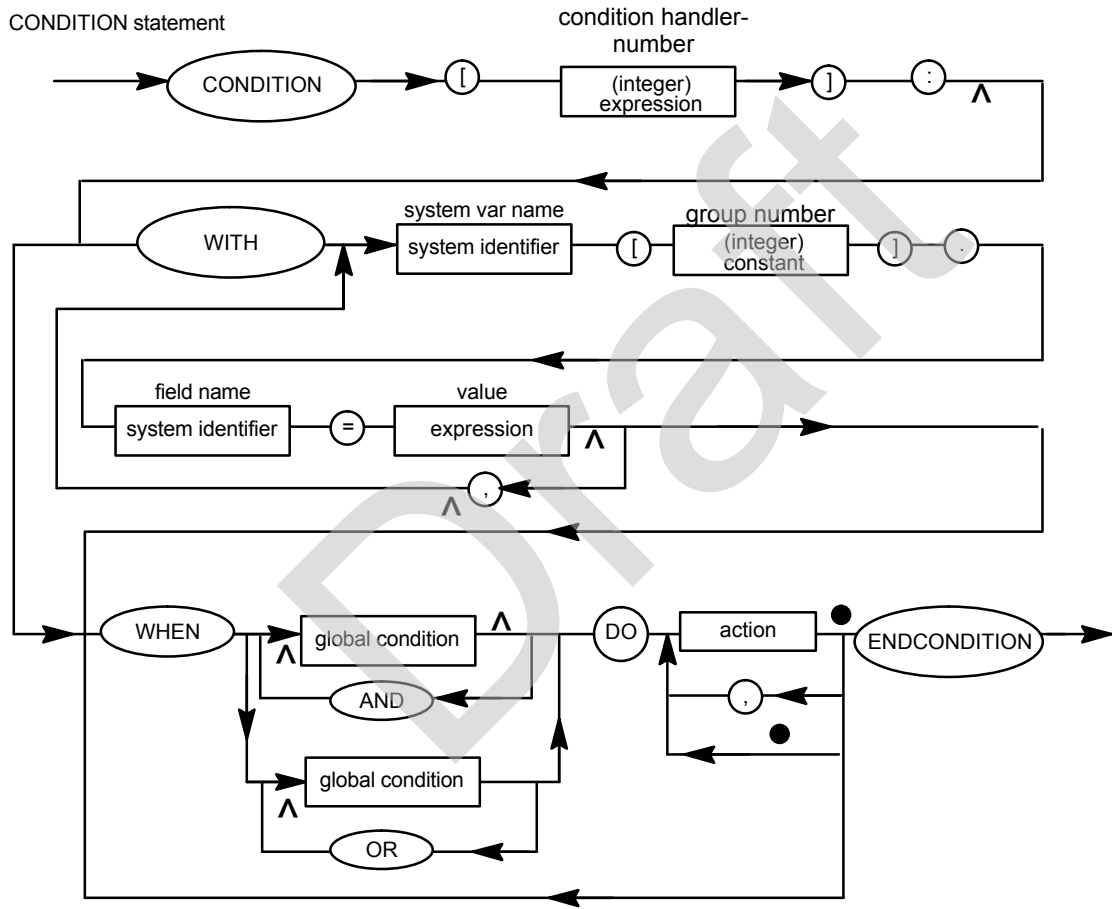 CONDITION statement
condition handler-
number
CONDITION
[
(integer)
expression
]
:
^
system var name
group number
WITH
system identifier
[
(integer)
constant
]
.
field name
value
system identifier
=
expression
^
,
^
WHEN
^
global condition
^
DO
action
ENDCONDITION
AND
,
^
global condition
OR
Draft